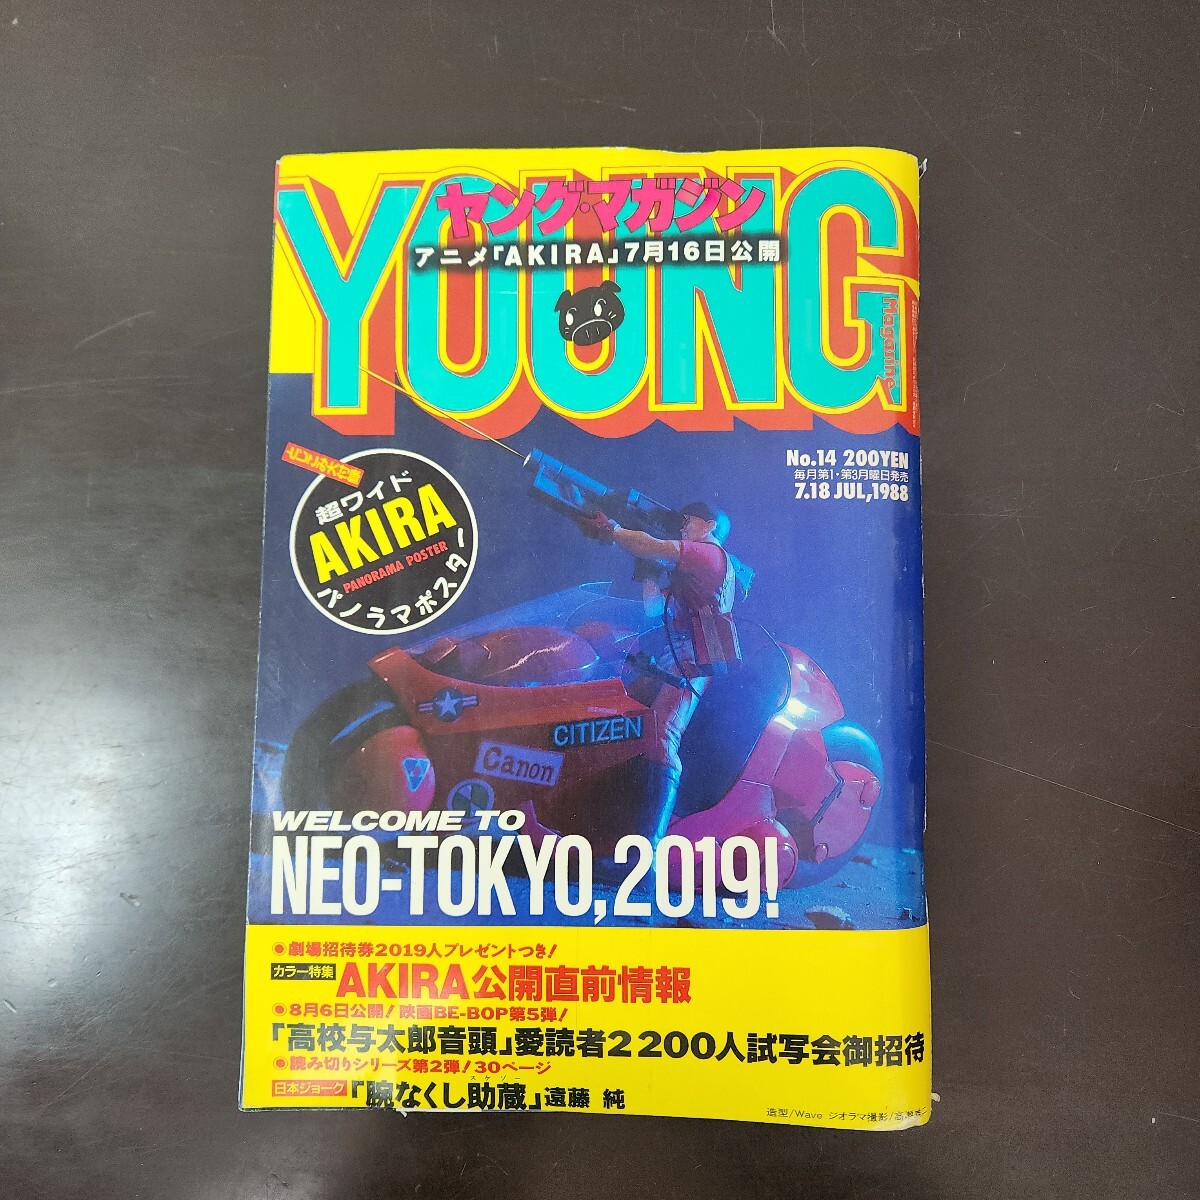 YOUNG
ヤング・マガジン
アニメ「AKIRA」7月16日公開
Magazine
No.14 200YEN
毎月第1・第3月曜日発売
7.18 JUL,1988
とじこみ大付録
超ワイド
AKIRA
PANORAMA POSTER
パノラマポスター
CITIZEN
Canon
WELCOME TO
NEO-TOKYO,2019!
●劇場招待券2019人プレゼントつき!
カラー特集 AKIRA公開直前情報
●8月6日公開!映画BE-BOP第5弾!
「高校与太郎音頭」愛読者2200人試写会御招待
●読み切りシリーズ第2弾!30ページ
日本ジョーク「腕なくし助蔵」遠藤 純
造型/Wave ジオラマ撮影/